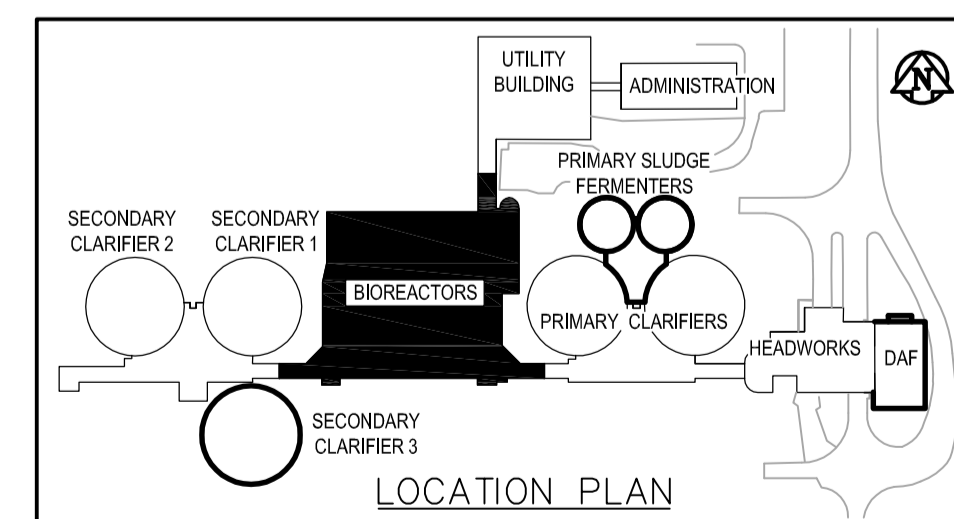 UTILITY
BUILDING
ADMINISTRATION
N
PRIMARY SLUDGE
FERMENTERS
SECONDARY
CLARIFIER 2
SECONDARY
CLARIFIER 1
BIOREACTORS
PRIMARY CLARIFIERS
HEADWORKS
DAF
SECONDARY
CLARIFIER 3
LOCATION PLAN